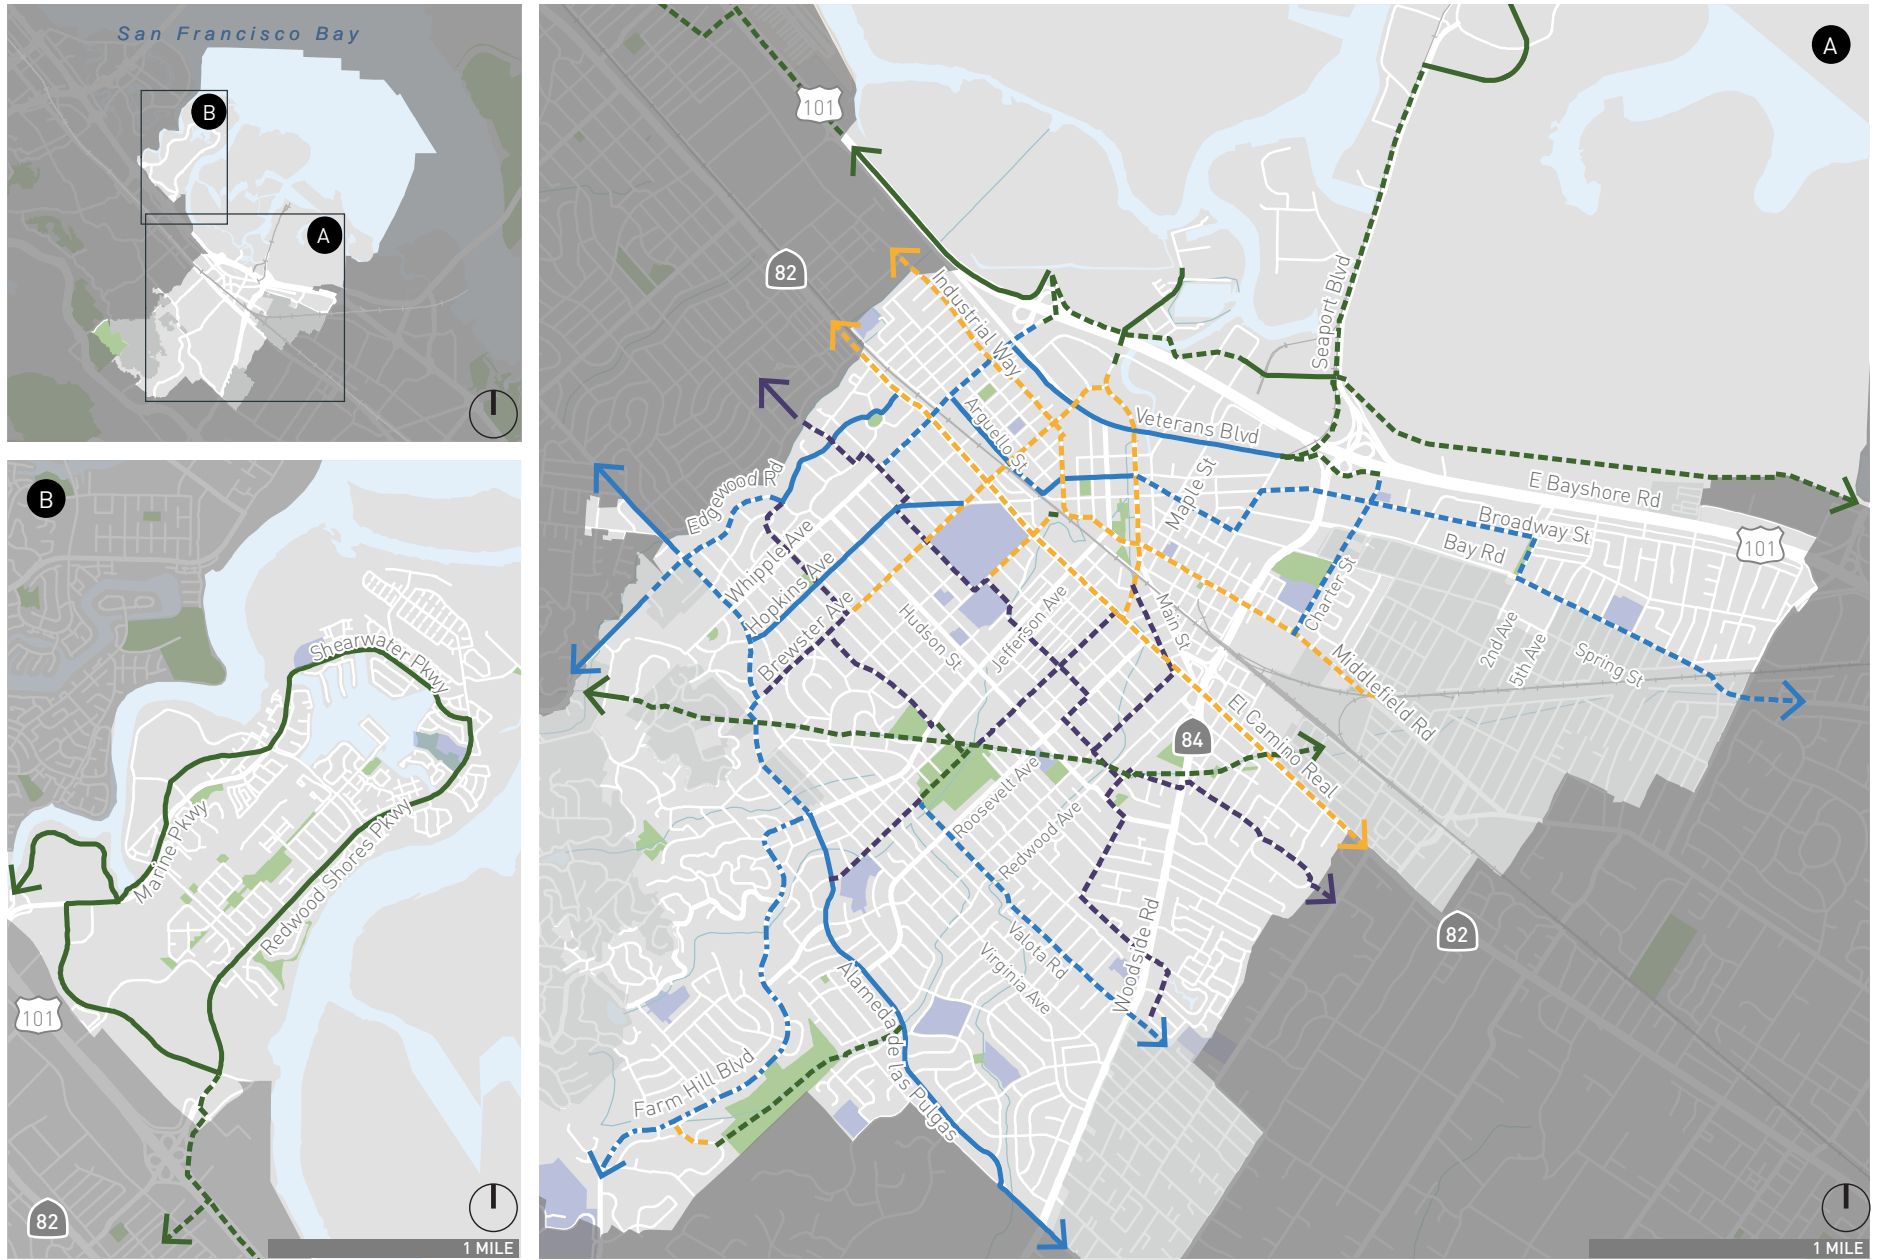 San Francisco Bay
B
A
B
Shearwater Pkwy
Marine Pkwy
Redwood Shores Pkwy
101
82
1 MILE
A
101
82
Industrial Way
Seaport Blvd
Arguello St
Veterans Blvd
Maple St
E Bayshore Rd
Broadway St
Bay Rd
101
Edgewood Rd
Whipple Ave
Hopkins Ave
Brewster Ave
Hudson St
Jefferson Ave
Main St
Charter St
2nd Ave
5th Ave
Spring St
Middlefield Rd
El Camino Real
84
Roosevelt Ave
Redwood Ave
Valota Rd
Virginia Ave
Woodside Rd
82
Alameda de las Pulgas
Farm Hill Blvd
1 MILE